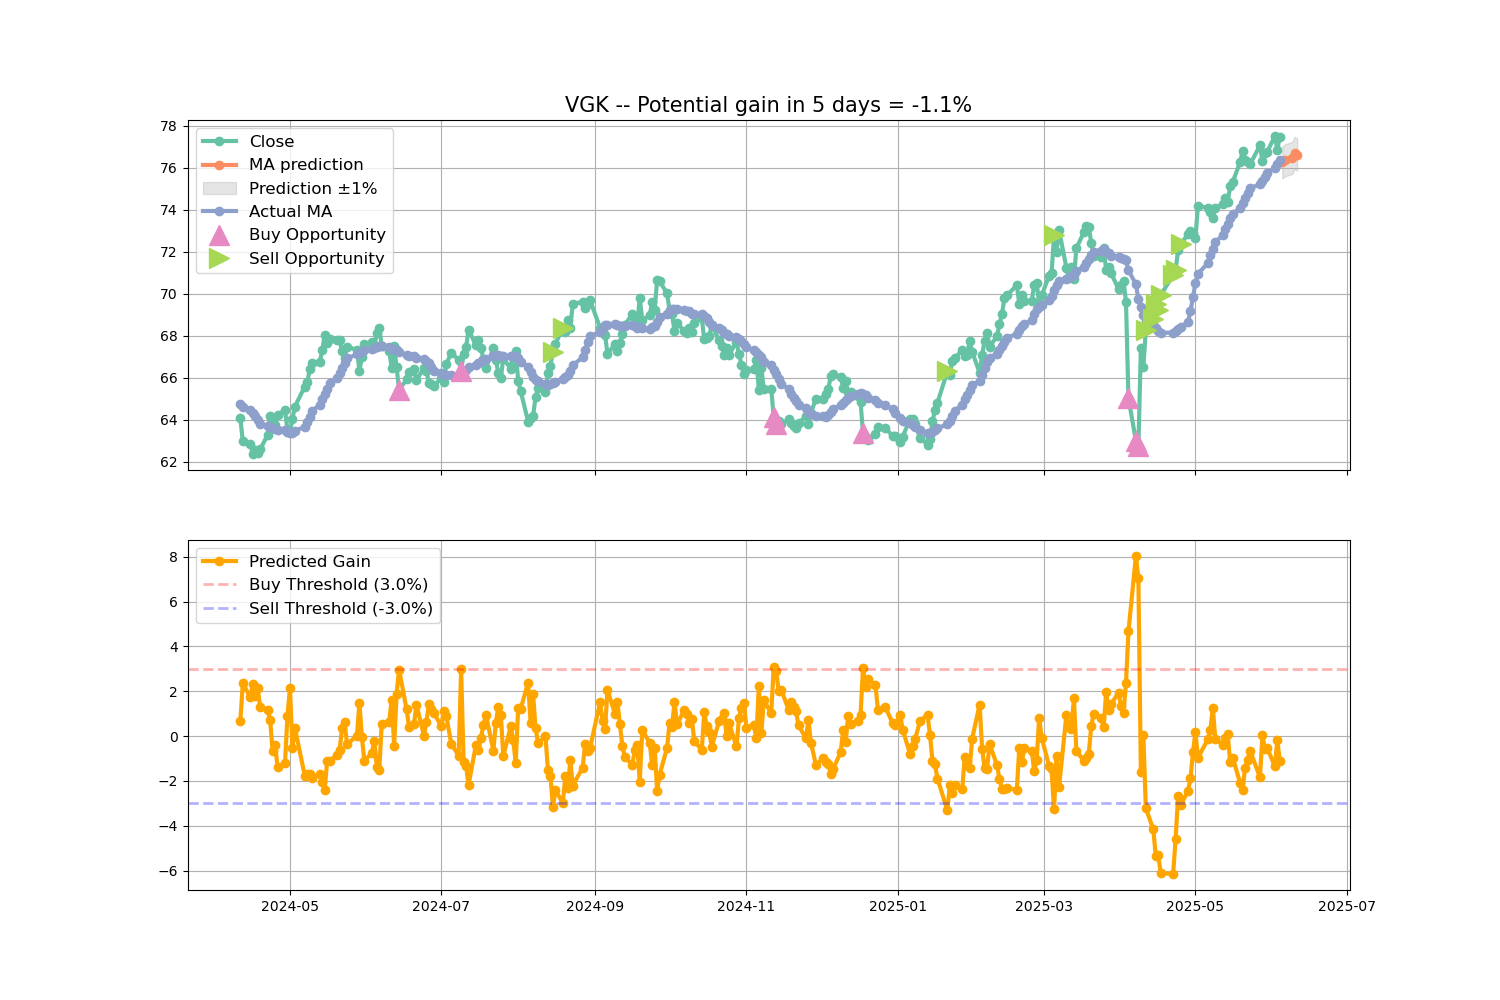 VGK -- Potential gain in 5 days = -1.1%
78
76
74
72
70
68
66
64
62
Close
MA prediction
Prediction ±1%
Actual MA
Buy Opportunity
Sell Opportunity
8
6
4
2
0
−2
−4
−6
Predicted Gain
Buy Threshold (3.0%)
Sell Threshold (-3.0%)
2024-05
2024-07
2024-09
2024-11
2025-01
2025-03
2025-05
2025-07